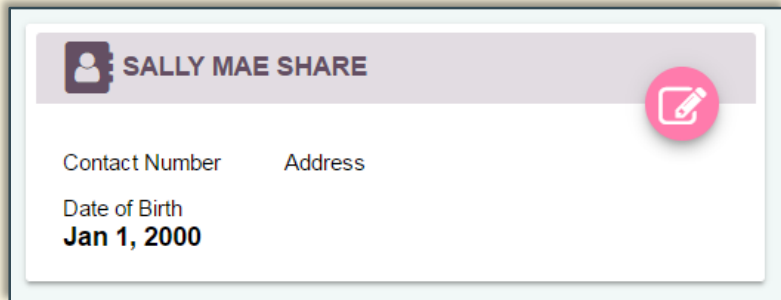 SALLY MAE SHARE
Contact Number Address
Date of Birth
Jan 1, 2000